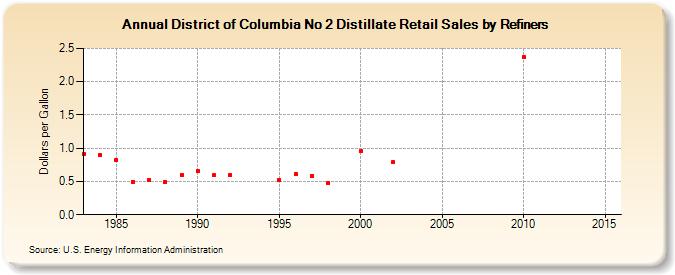 Annual District of Columbia No 2 Distillate Retail Sales by Refiners
Dollars per Gallon
2.5
2.0
1.5
1.0
0.5
0.0
1985 1990 1995 2000 2005 2010 2015
Source: U.S. Energy Information Administration